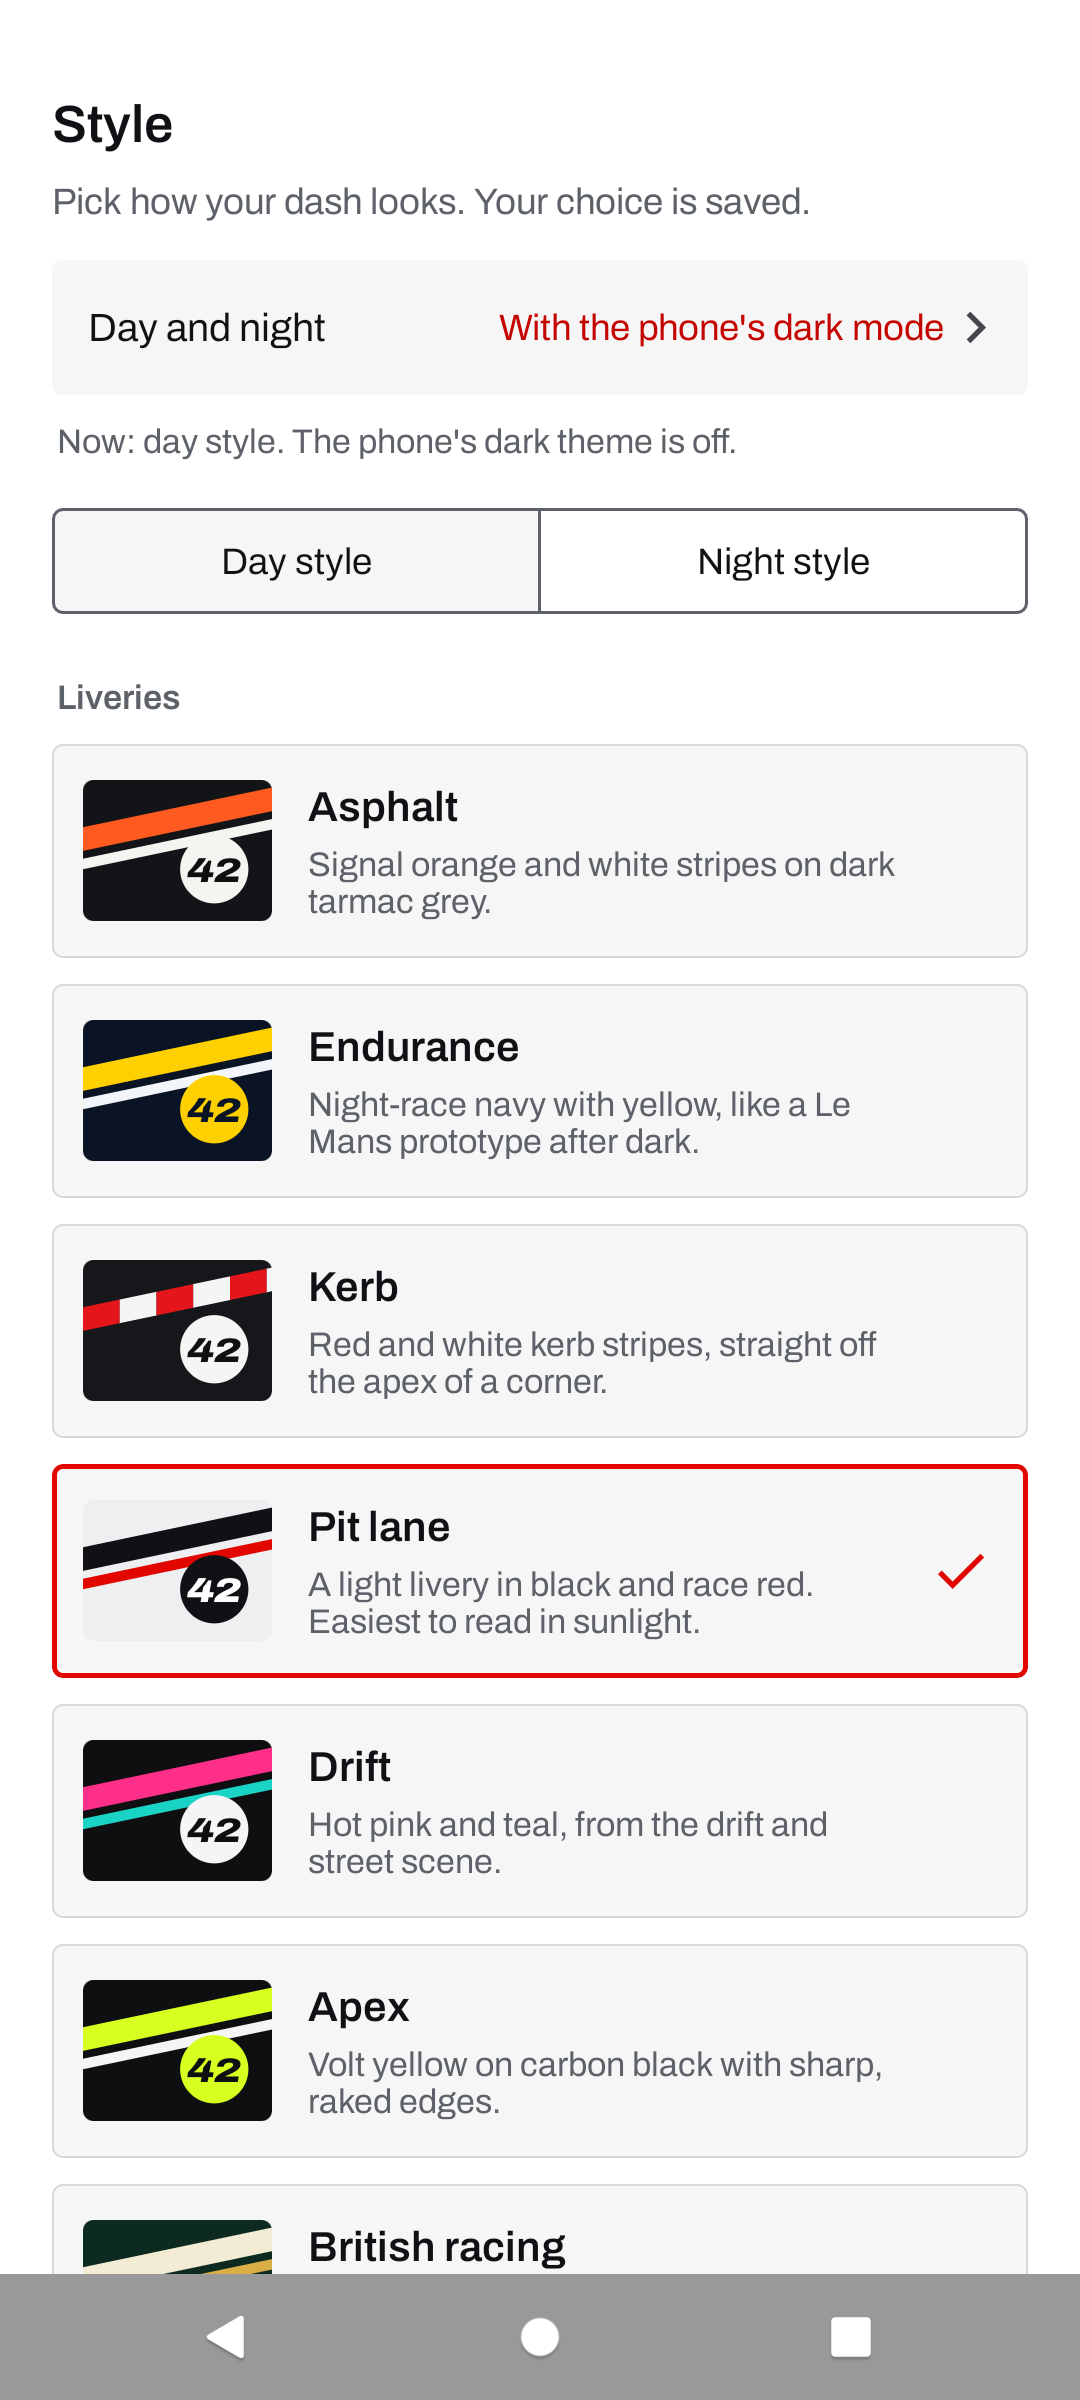 Style
Pick how your dash looks. Your choice is saved.
Day and night
With the phone's dark mode
Now: day style. The phone's dark theme is off.
Day style
Night style
Liveries
42
Asphalt
Signal orange and white stripes on dark
tarmac grey.
42
Endurance
Night-race navy with yellow, like a Le
Mans prototype after dark.
42
Kerb
Red and white kerb stripes, straight off
the apex of a corner.
42
Pit lane
A light livery in black and race red.
Easiest to read in sunlight.
42
Drift
Hot pink and teal, from the drift and
street scene.
42
Apex
Volt yellow on carbon black with sharp,
raked edges.
British racing